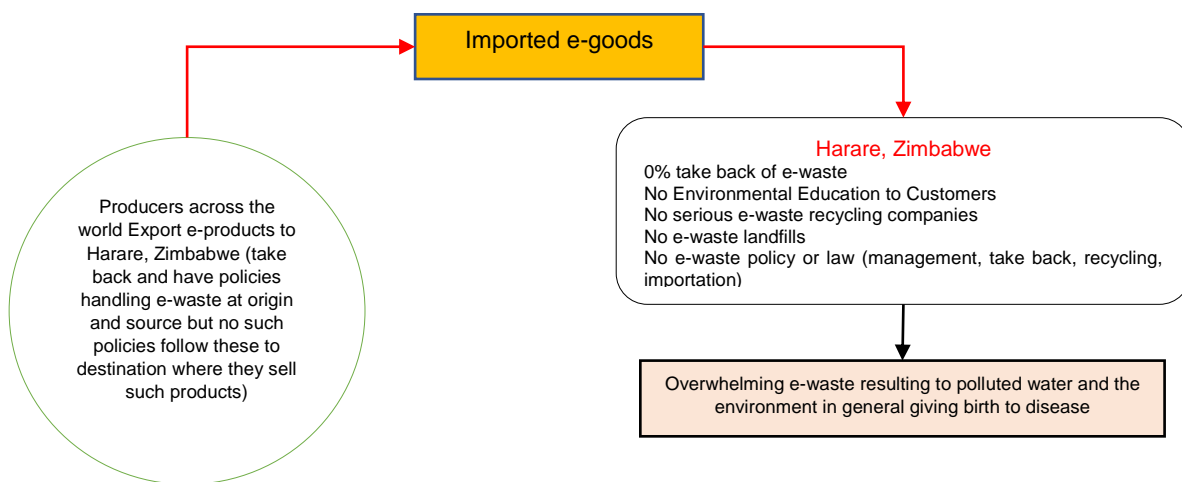 Imported e-goods
Producers across the
world Export e-products to
Harare, Zimbabwe (take
back and have policies
handling e-waste at origin
and source but no such
policies follow these to
destination where they sell
such products)
Harare, Zimbabwe
0% take back of e-waste
No Environmental Education to Customers
No serious e-waste recycling companies
No e-waste landfills
No e-waste policy or law (management, take back, recycling,
importation)
Overwhelming e-waste resulting to polluted water and the
environment in general giving birth to disease